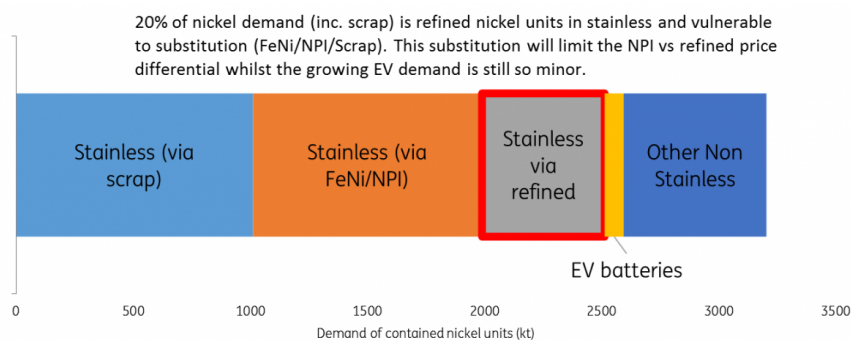 20% of nickel demand (inc. scrap) is refined nickel units in stainless and vulnerable
to substitution (FeNi/NPI/Scrap). This substitution will limit the NPI vs refined price
differential whilst the growing EV demand is still so minor.
Stainless (via
scrap)
Stainless (via
FeNi/NPI)
Stainless
via
refined
Other Non
Stainless
EV batteries
0 500 1000 1500 2000 2500 3000 3500
Demand of contained nickel units (kt)